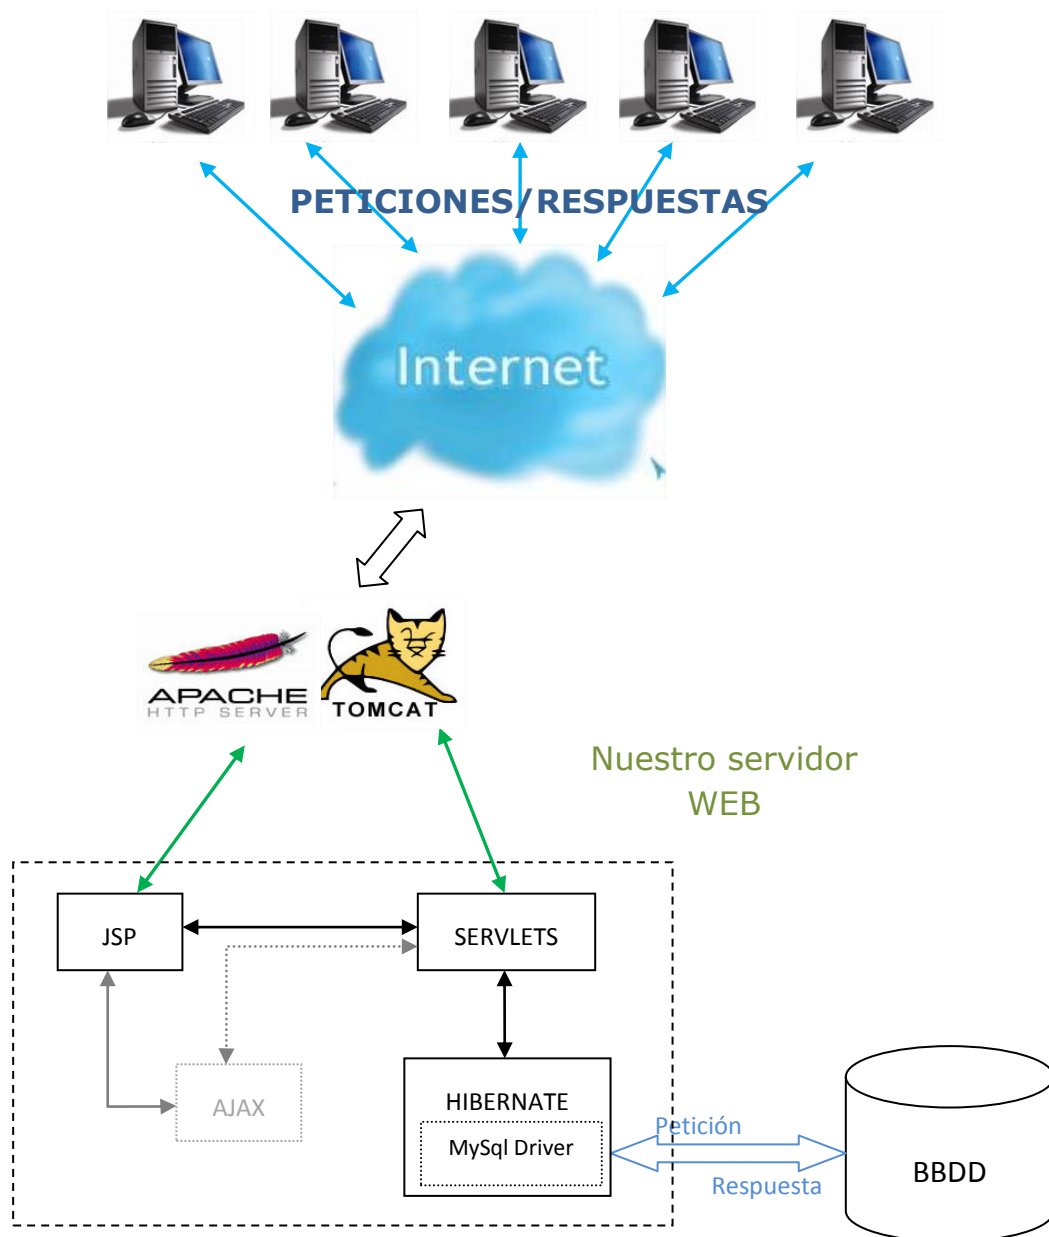 PETICIONES/RESPUESTAS
Internet
APACHE
HTTP SERVER
TOMCAT
Nuestro servidor
WEB
JSP
SERVLETS
AJAX
HIBERNATE
MySql Driver
Petición
Respuesta
BBDD